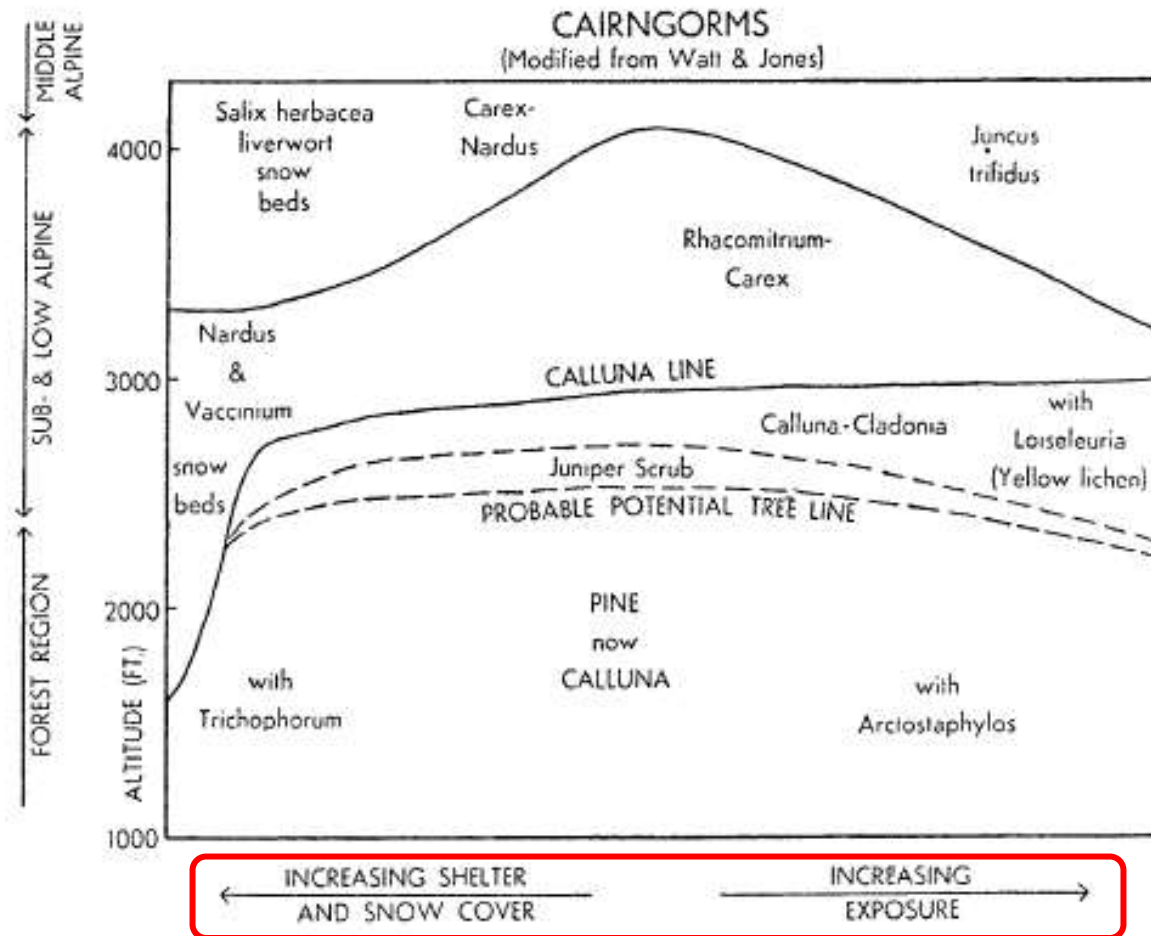 CAIRNGORMS
(Modified from Watt & Jones)
MIDDLE
ALPINE
SUB- & LOW ALPINE
FOREST REGION
ALTITUDE (FT.)
4000
3000
2000
1000
Salix herbacea
liverwort
snow
beds
Carex-
Nardus
Juncus
trifidus
Rhacomitrium-
Carex
Nardus
&
Vaccinium
snow
beds
CALLUNA LINE
Calluna-Cladonia
with
Loiseleuria
(Yellow lichen)
Juniper Scrub
PROBABLE POTENTIAL TREE LINE
PINE
now
CALLUNA
with
Trichophorum
with
Arctostaphylos
INCREASING SHELTER
AND SNOW COVER
INCREASING
EXPOSURE